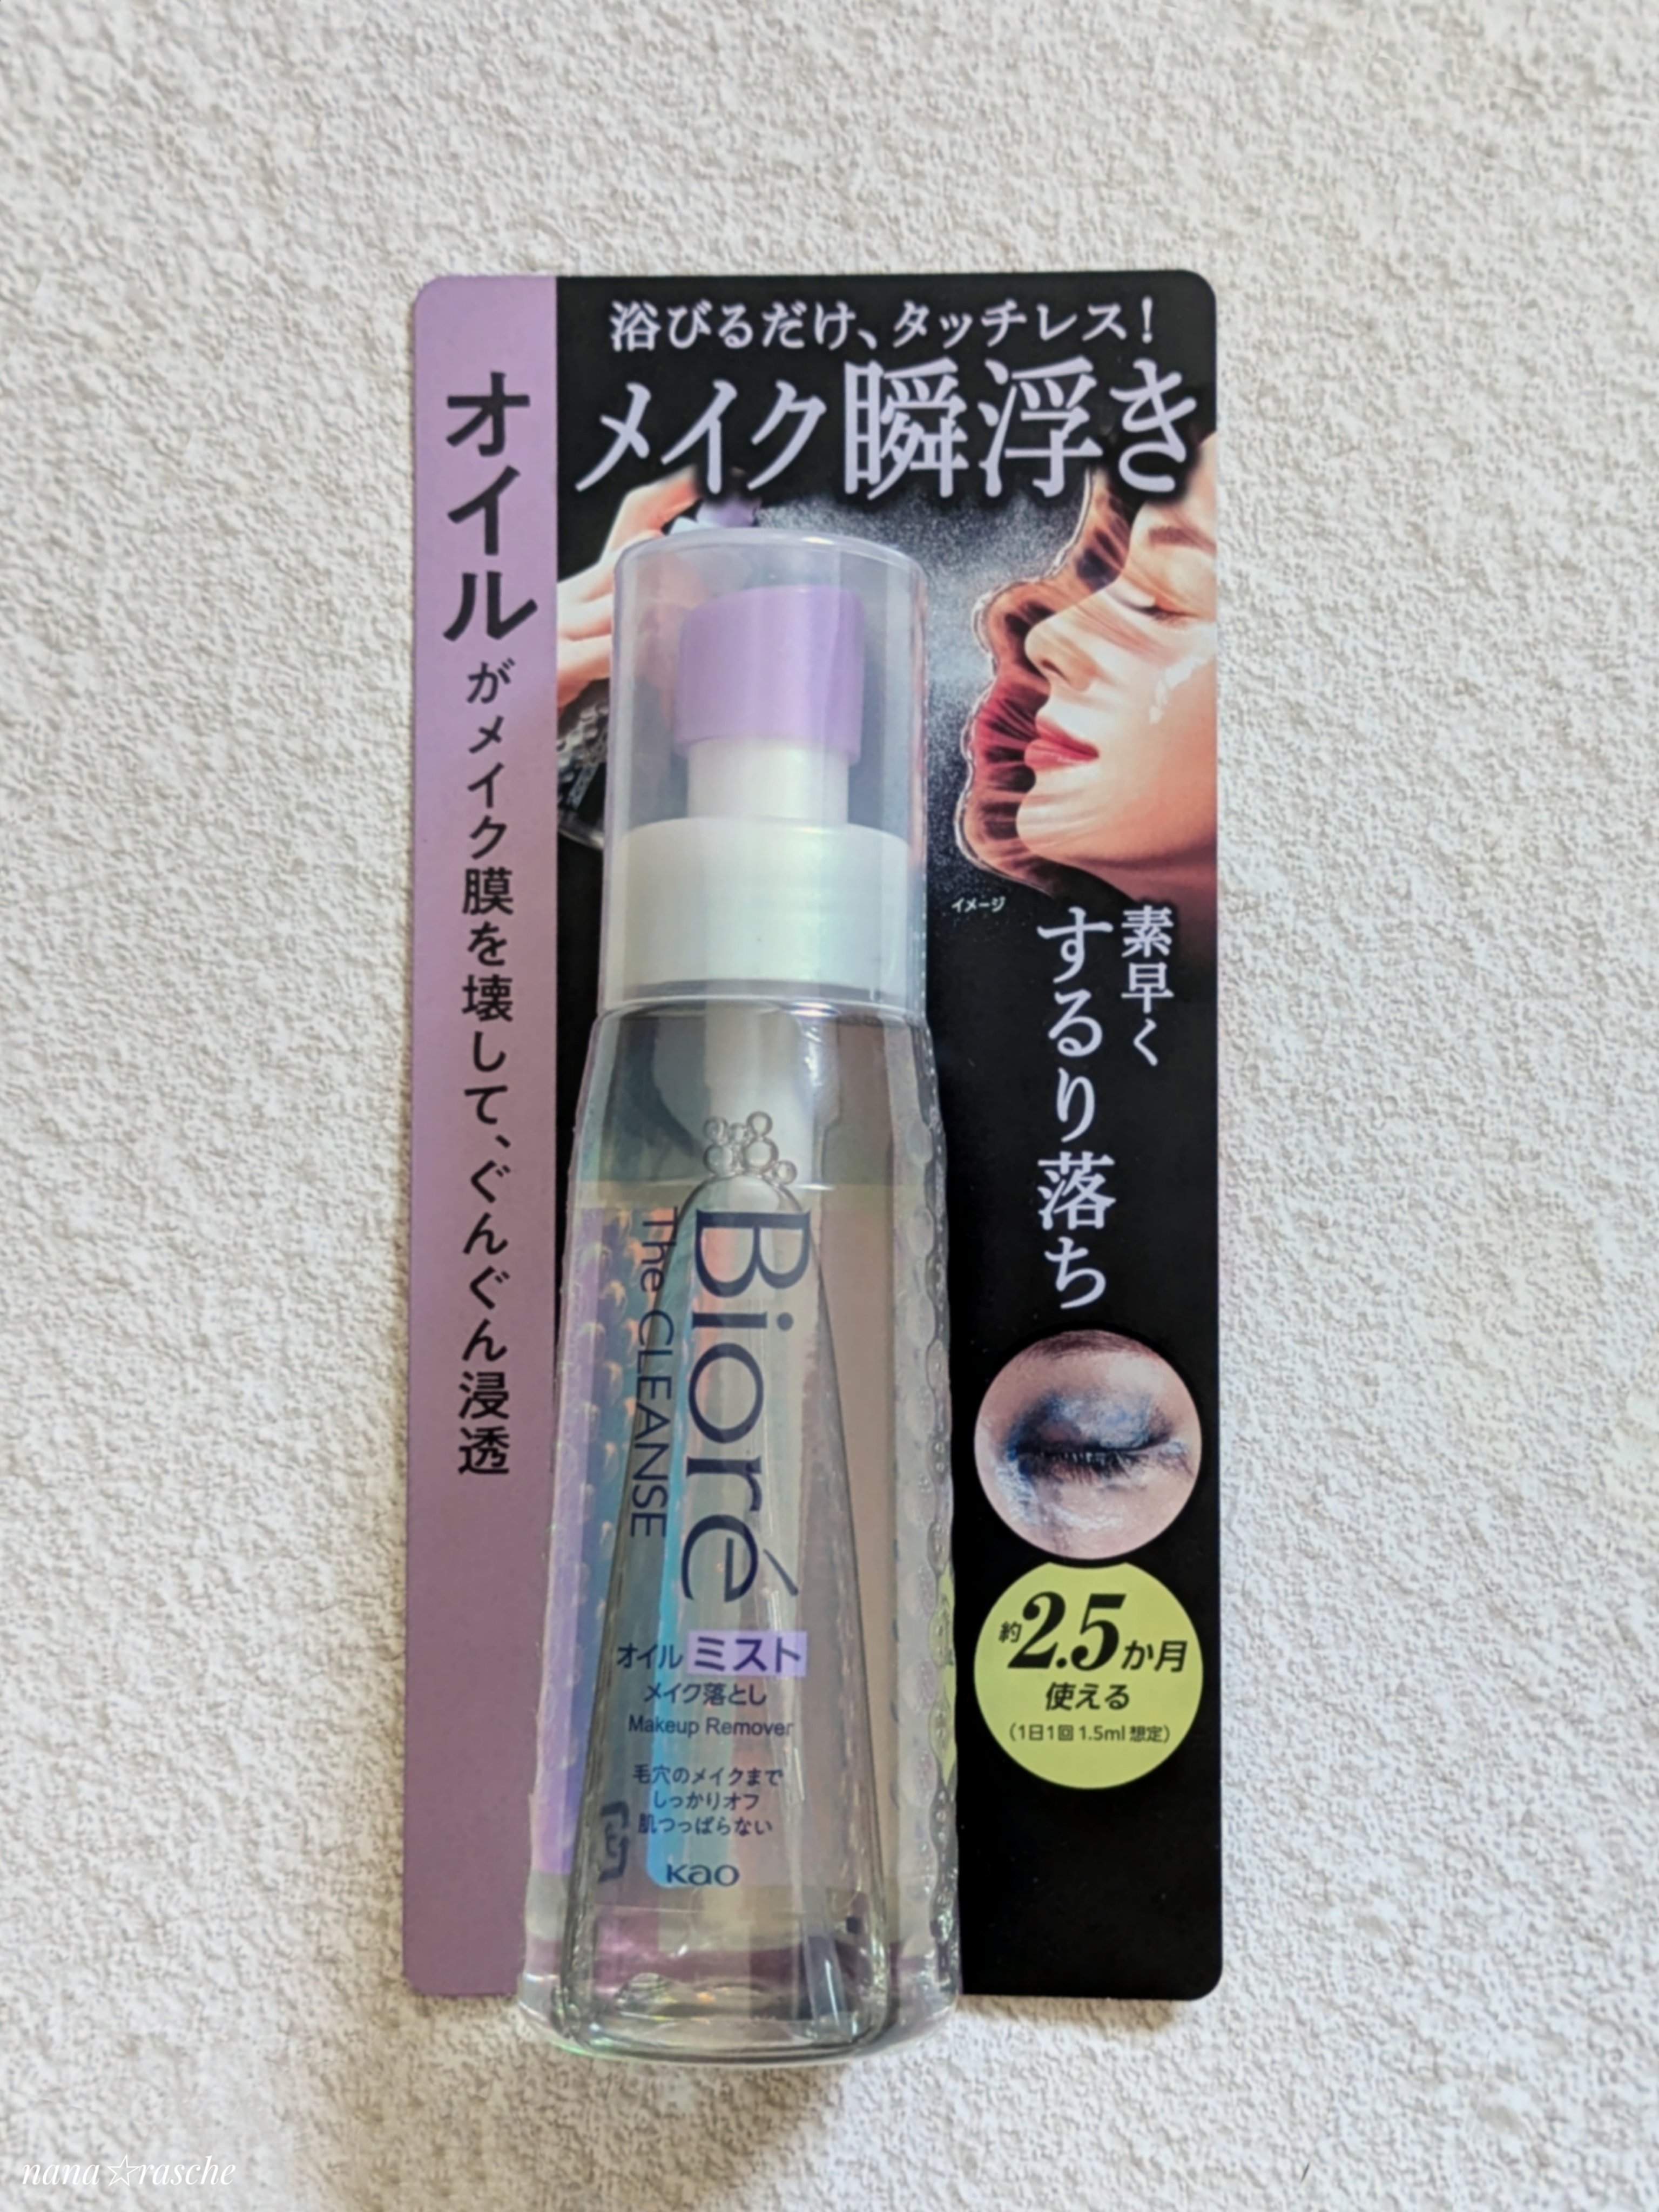 浴びるだけ、タッチレス!
メイク瞬浮き
オイルがメイク膜を壊して、ぐんぐん浸透
イメージ
素早く
するり落ち
Bioré
The CLEANSE
オイルミスト
メイク落とし
Makeup Remover
毛穴のメイクまで
しっかりオフ
肌つっぱらない
Kao
約2.5か月
使える
(1日1回 1.5ml 想定)
nana☆rasche